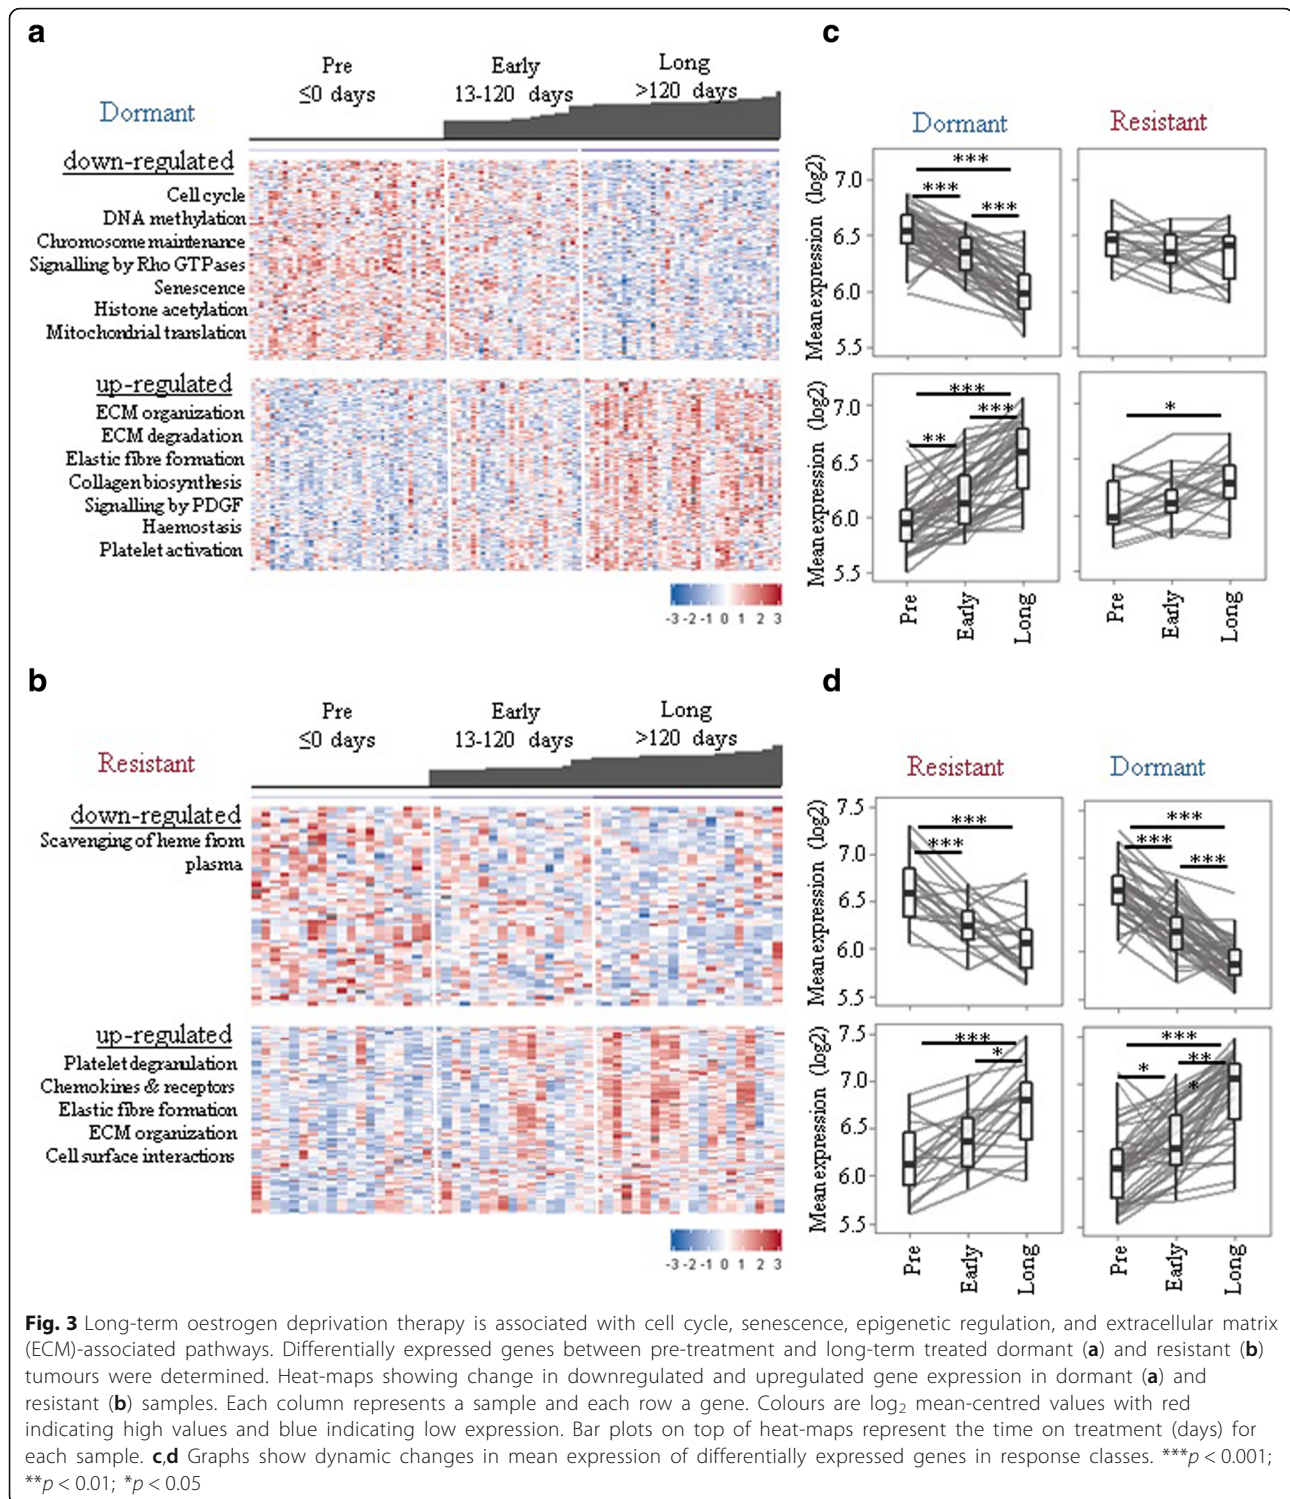 a
Pre
≤0 days
Early
13-120 days
Long
>120 days
Dormant
down-regulated
Cell cycle
DNA methylation
Chromosome maintenance
Signalling by Rho GTPases
Senescence
Histone acetylation
Mitochondrial translation
up-regulated
ECM organization
ECM degradation
Elastic fibre formation
Collagen biosynthesis
Signalling by PDGF
Haemostasis
Platelet activation
-3 -2 -1 0 1 2 3
c
Dormant
Resistant
Mean expression (log2)
7.0
6.5
6.0
5.5
***
***
***
Mean expression (log2)
7.0
6.5
6.0
5.5
***
***
**
*
Pre
Early
Long
Pre
Early
Long
b
Pre
≤0 days
Early
13-120 days
Long
>120 days
Resistant
down-regulated
Scavenging of heme from
plasma
up-regulated
Platelet degranulation
Chemokines & receptors
Elastic fibre formation
ECM organization
Cell surface interactions
-3 -2 -1 0 1 2 3
d
Resistant
Dormant
Mean expression (log2)
7.5
7.0
6.5
6.0
5.5
***
***
***
***
***
Mean expression (log2)
7.5
7.0
6.5
6.0
5.5
***
*
***
*
**
*
Pre
Early
Long
Pre
Early
Long
Fig. 3 Long-term oestrogen deprivation therapy is associated with cell cycle, senescence, epigenetic regulation, and extracellular matrix
(ECM)-associated pathways. Differentially expressed genes between pre-treatment and long-term treated dormant (a) and resistant (b)
tumours were determined. Heat-maps showing change in downregulated and upregulated gene expression in dormant (a) and
resistant (b) samples. Each column represents a sample and each row a gene. Colours are log₂ mean-centred values with red
indicating high values and blue indicating low expression. Bar plots on top of heat-maps represent the time on treatment (days) for
each sample. c,d Graphs show dynamic changes in mean expression of differentially expressed genes in response classes. ***p < 0.001;
**p < 0.01; *p < 0.05